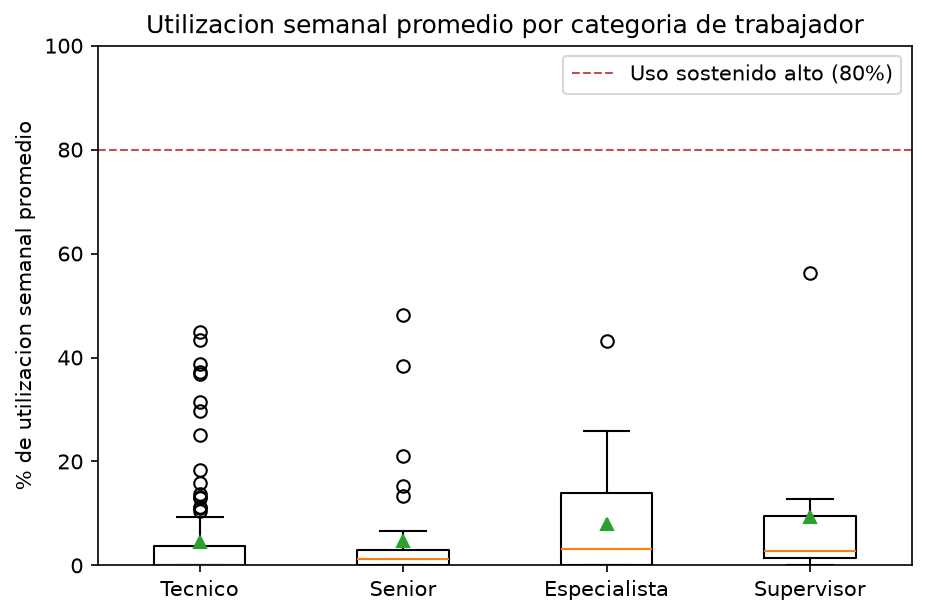 Utilizacion semanal promedio por categoria de trabajador
Uso sostenido alto (80%)
% de utilizacion semanal promedio
100
80
60
40
20
0
Tecnico
Senior
Especialista
Supervisor